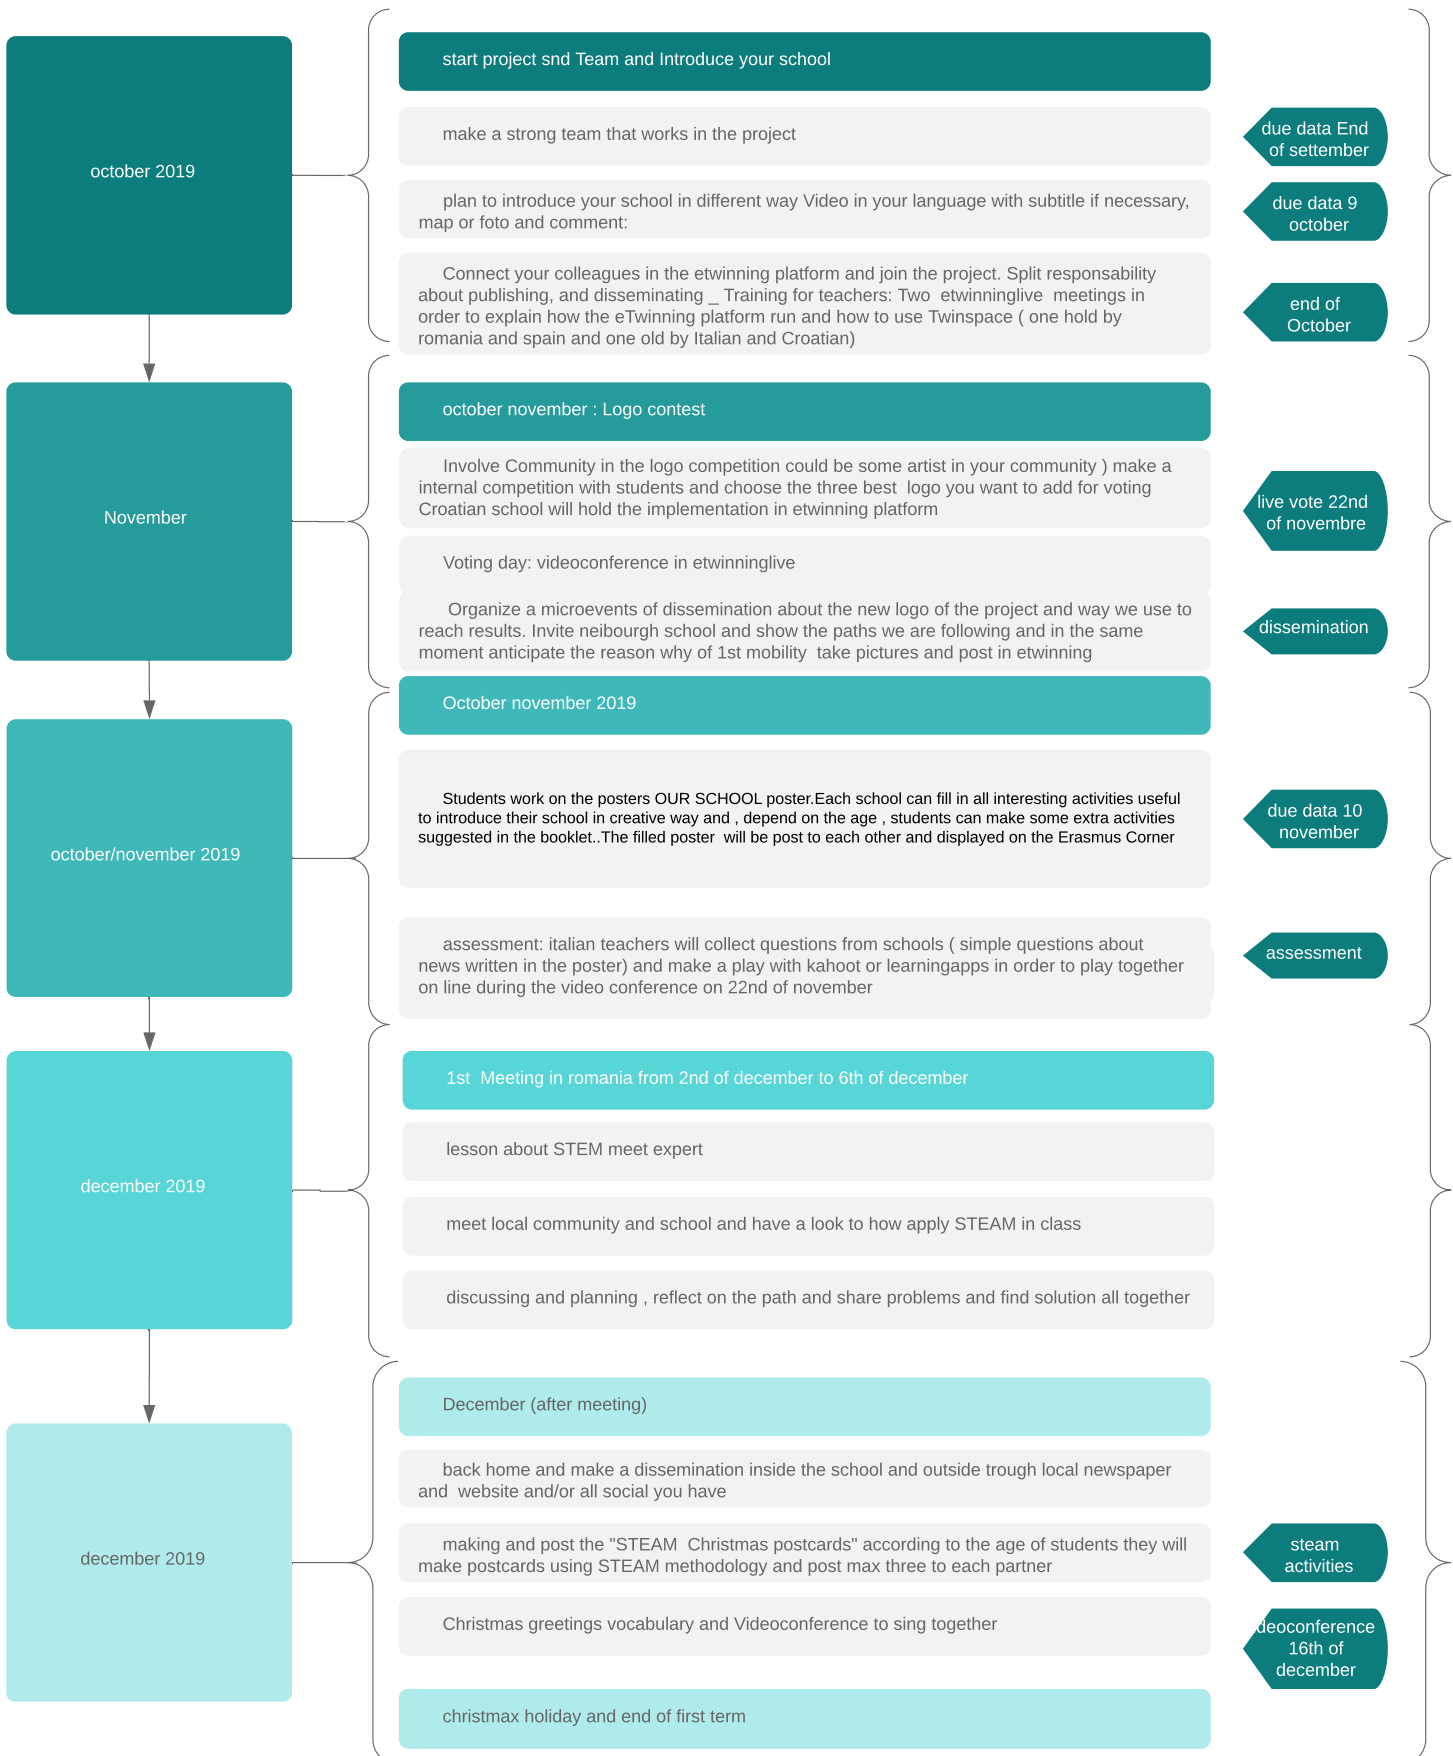 october 2019
start project snd Team and Introduce your school
make a strong team that works in the project
due data End
of settember
plan to introduce your school in different way Video in your language with subtitle if necessary,
map or foto and comment:
due data 9
october
Connect your colleagues in the etwinning platform and join the project. Split responsability
about publishing, and disseminating _ Training for teachers: Two etwinninglive meetings in
order to explain how the eTwinning platform run and how to use Twinspace ( one hold by
romania and spain and one old by Italian and Croatian)
end of
October
November
october november : Logo contest
Involve Community in the logo competition could be some artist in your community ) make a
internal competition with students and choose the three best logo you want to add for voting
Croatian school will hold the implementation in etwinning platform
live vote 22nd
of novembre
Voting day: videoconference in etwinninglive
Organize a microevents of dissemination about the new logo of the project and way we use to
reach results. Invite neibourgh school and show the paths we are following and in the same
moment anticipate the reason why of 1st mobility take pictures and post in etwinning
dissemination
october/november 2019
October november 2019
Students work on the posters OUR SCHOOL poster.Each school can fill in all interesting activities useful
to introduce their school in creative way and , depend on the age , students can make some extra activities
suggested in the booklet..The filled poster will be post to each other and displayed on the Erasmus Corner
due data 10
november
assessment: italian teachers will collect questions from schools ( simple questions about
news written in the poster) and make a play with kahoot or learningapps in order to play together
on line during the video conference on 22nd of november
assessment
december 2019
1st Meeting in romania from 2nd of december to 6th of december
lesson about STEM meet expert
meet local community and school and have a look to how apply STEAM in class
discussing and planning , reflect on the path and share problems and find solution all together
december 2019
December (after meeting)
back home and make a dissemination inside the school and outside trough local newspaper
and website and/or all social you have
making and post the "STEAM Christmas postcards" according to the age of students they will
make postcards using STEAM methodology and post max three to each partner
steam
activities
Christmas greetings vocabulary and Videoconference to sing together
deoconference
16th of
december
christmax holiday and end of first term